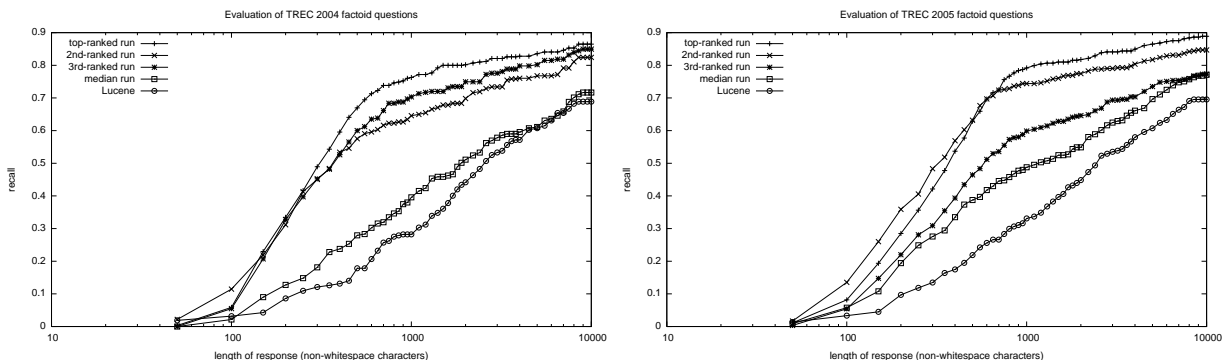 Evaluation of TREC 2004 factoid questions
0.9
0.8
0.7
0.6
0.5
0.4
0.3
0.2
0.1
0
recall
top-ranked run
2nd-ranked run
3rd-ranked run
median run
Lucene
10
100
1000
10000
length of response (non-whitespace characters)
Evaluation of TREC 2005 factoid questions
0.9
0.8
0.7
0.6
0.5
0.4
0.3
0.2
0.1
0
recall
top-ranked run
2nd-ranked run
3rd-ranked run
median run
Lucene
10
100
1000
10000
length of response (non-whitespace characters)